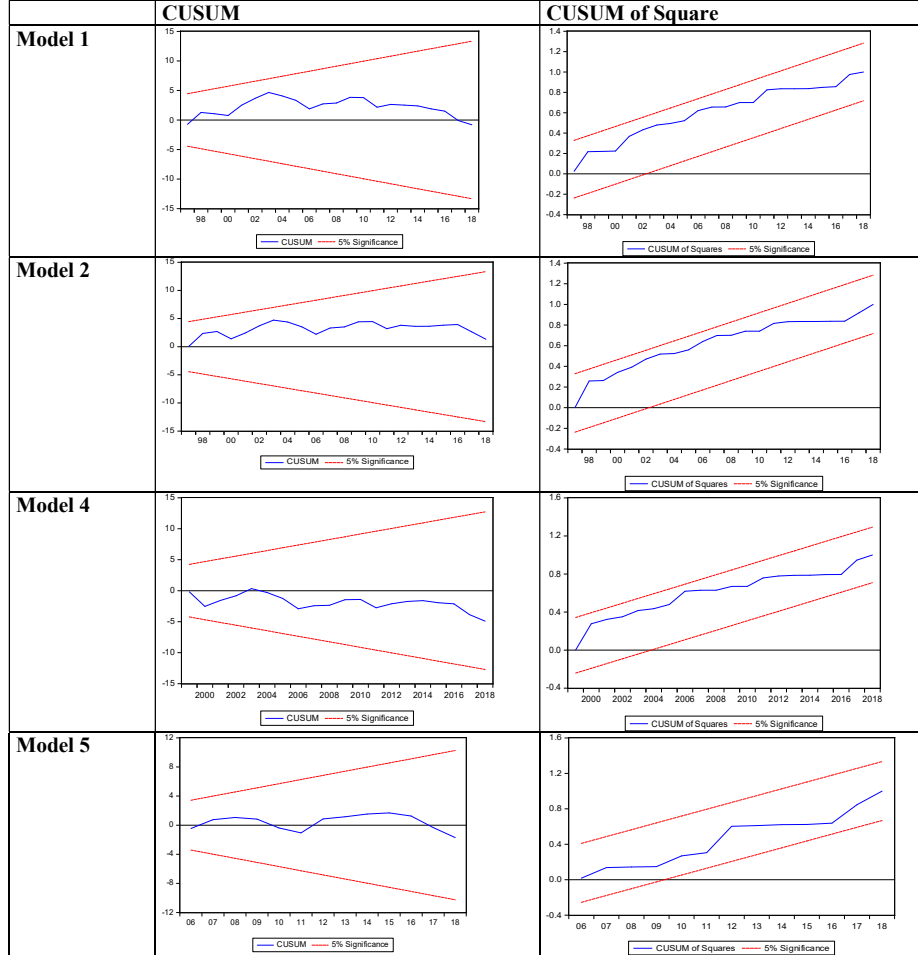 CUSUM CUSUM of Square
Model 1
15
10
5
0
-5
-10
-15
98 00 02 04 06 08 10 12 14 16 18
CUSUM 5% Significance
1.4
1.2
1.0
0.8
0.6
0.4
0.2
0.0
-0.2
-0.4
98 00 02 04 06 08 10 12 14 16 18
CUSUM of Squares 5% Significance
Model 2
15
10
5
0
-5
-10
-15
98 00 02 04 06 08 10 12 14 16 18
CUSUM 5% Significance
1.4
1.2
1.0
0.8
0.6
0.4
0.2
0.0
-0.2
-0.4
98 00 02 04 06 08 10 12 14 16 18
CUSUM of Squares 5% Significance
Model 4
15
10
5
0
-5
-10
-15
2000 2002 2004 2006 2008 2010 2012 2014 2016 2018
CUSUM 5% Significance
1.6
1.2
0.8
0.4
0.0
-0.4
2000 2002 2004 2006 2008 2010 2012 2014 2016 2018
CUSUM of Squares 5% Significance
Model 5
12
8
4
0
-4
-8
-12
06 07 08 09 10 11 12 13 14 15 16 17 18
CUSUM 5% Significance
1.6
1.2
0.8
0.4
0.0
-0.4
06 07 08 09 10 11 12 13 14 15 16 17 18
CUSUM of Squares 5% Significance